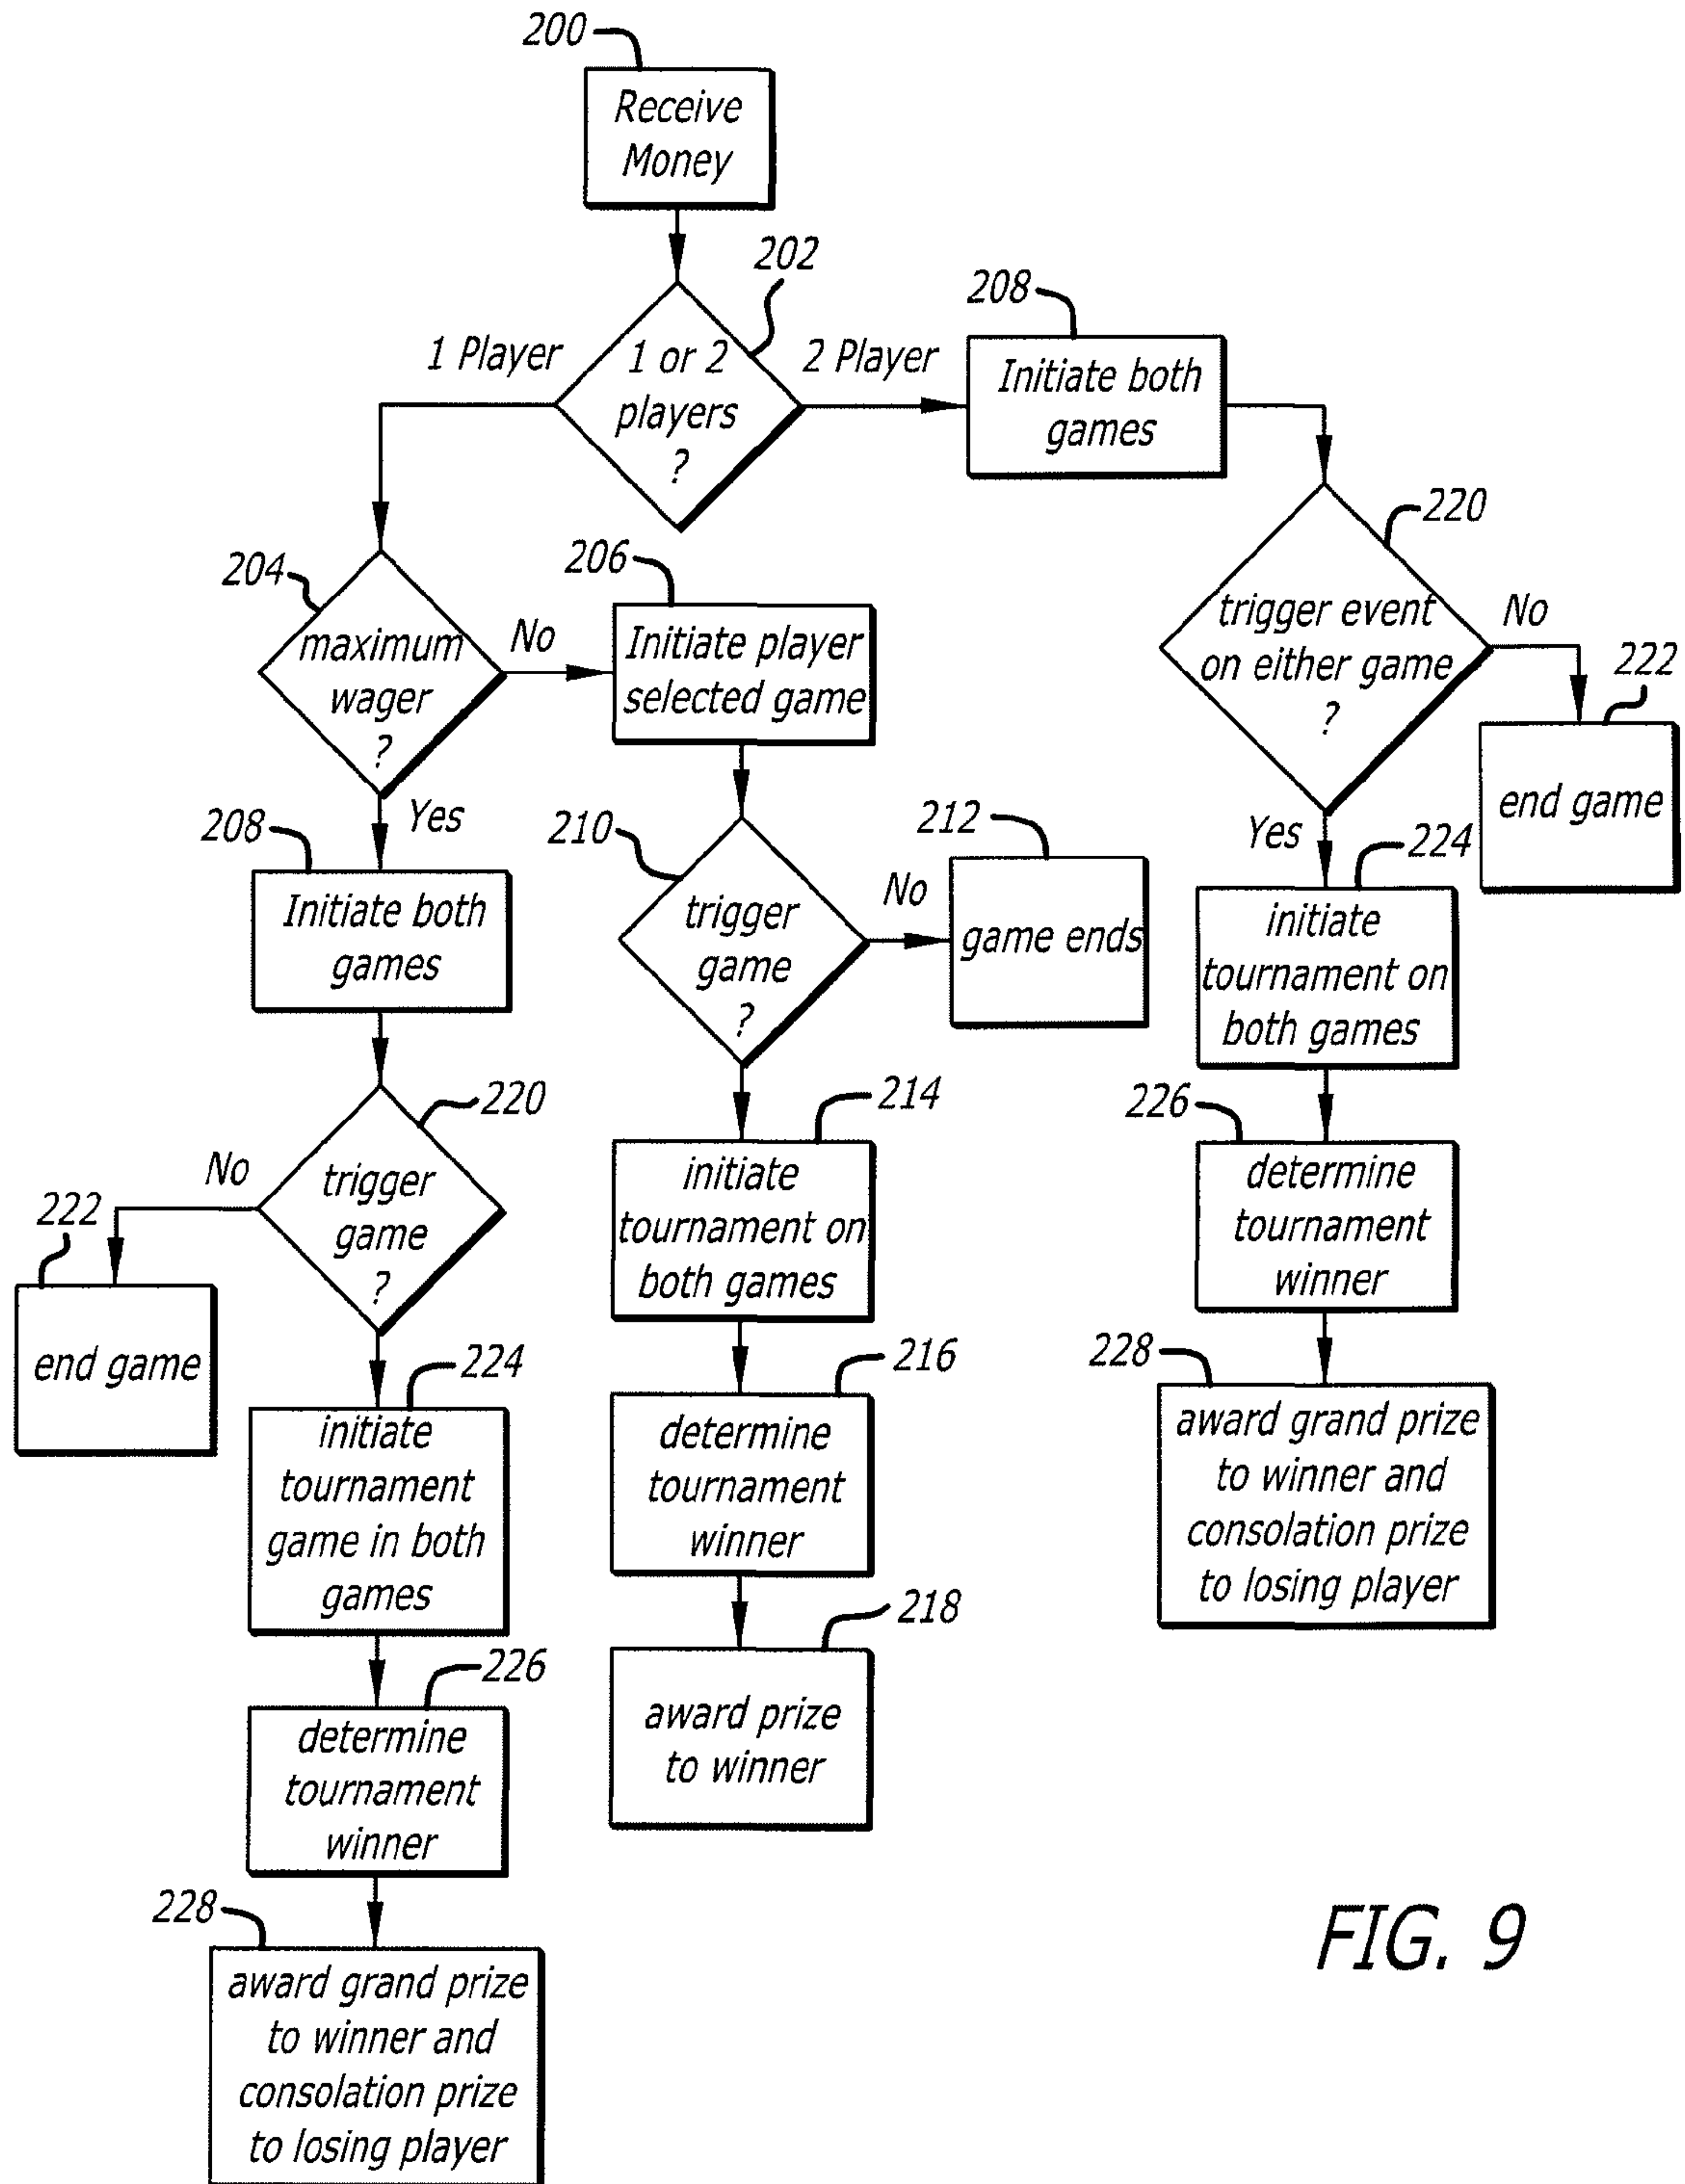 200
Receive
Money
202
1 Player
1 or 2
players
?
2 Player
208
Initiate both
games
220
trigger event
on either game
?
No
222
end game
Yes
224
initiate
tournament on
both games
226
determine
tournament
winner
228
award grand prize
to winner and
consolation prize
to losing player
204
maximum
wager
?
No
206
Initiate player
selected game
210
trigger
game
?
No
212
game ends
214
initiate
tournament on
both games
216
determine
tournament
winner
218
award prize
to winner
Yes
208
Initiate both
games
220
trigger
game
?
No
222
end game
224
initiate
tournament
game in both
games
226
determine
tournament
winner
228
award grand prize
to winner and
consolation prize
to losing player
FIG. 9